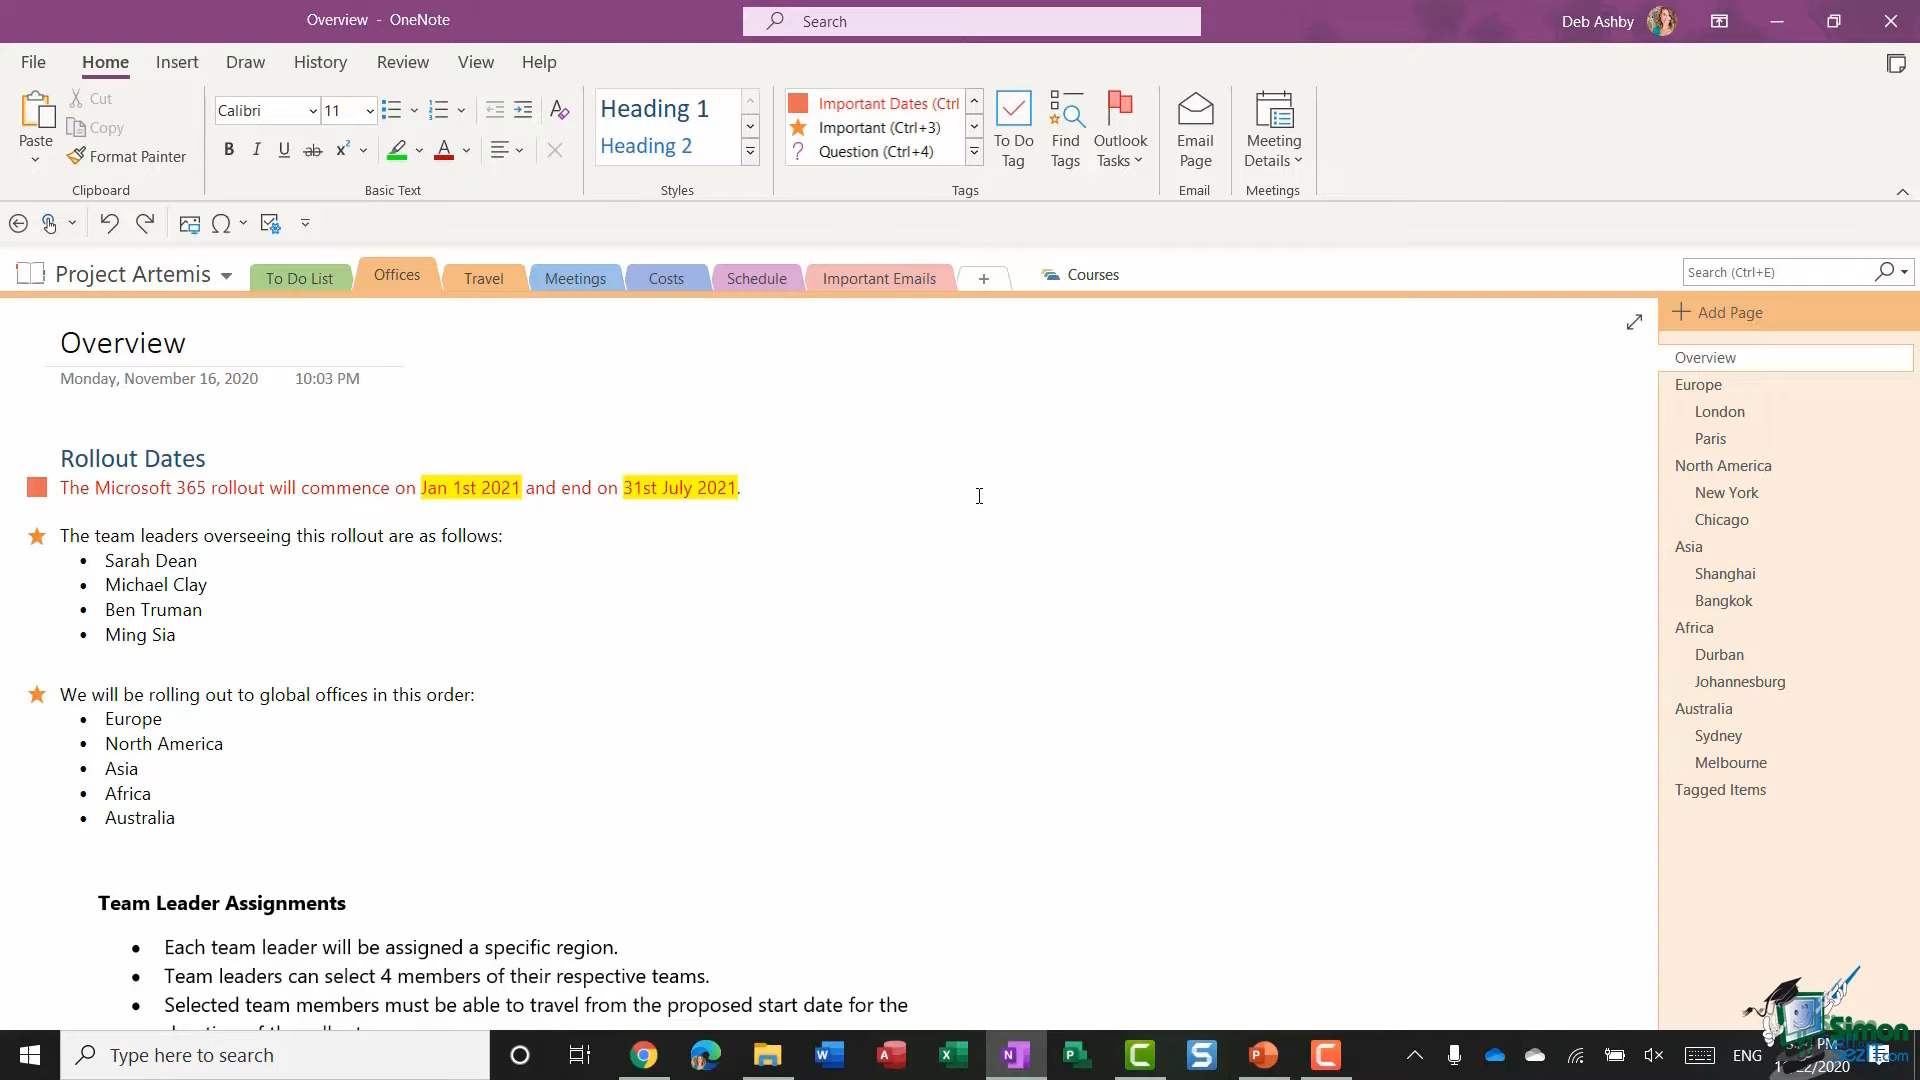 Overview - OneNote
Search
Deb Ashby
File Home Insert Draw History Review View Help
Paste
Cut
Copy
Format Painter
Clipboard
Calibri 11
B I U ab x²
A
Basic Text
Heading 1
Heading 2
Styles
Important Dates (Ctrl
Important (Ctrl+3)
Question (Ctrl+4)
To Do Tag
Find Tags
Outlook Tasks
Tags
Email Page
Email
Meeting Details
Meetings
Project Artemis
To Do List
Offices
Travel
Meetings
Costs
Schedule
Important Emails
+
Courses
Search (Ctrl+E)
Overview
Monday, November 16, 2020 10:03 PM
Rollout Dates
The Microsoft 365 rollout will commence on Jan 1st 2021 and end on 31st July 2021.
The team leaders overseeing this rollout are as follows:
• Sarah Dean
• Michael Clay
• Ben Truman
• Ming Sia
We will be rolling out to global offices in this order:
• Europe
• North America
• Asia
• Africa
• Australia
Team Leader Assignments
• Each team leader will be assigned a specific region.
• Team leaders can select 4 members of their respective teams.
• Selected team members must be able to travel from the proposed start date for the
Add Page
Overview
Europe
London
Paris
North America
New York
Chicago
Asia
Shanghai
Bangkok
Africa
Durban
Johannesburg
Australia
Sydney
Melbourne
Tagged Items
Type here to search
ENG
Simon
Sezit.com